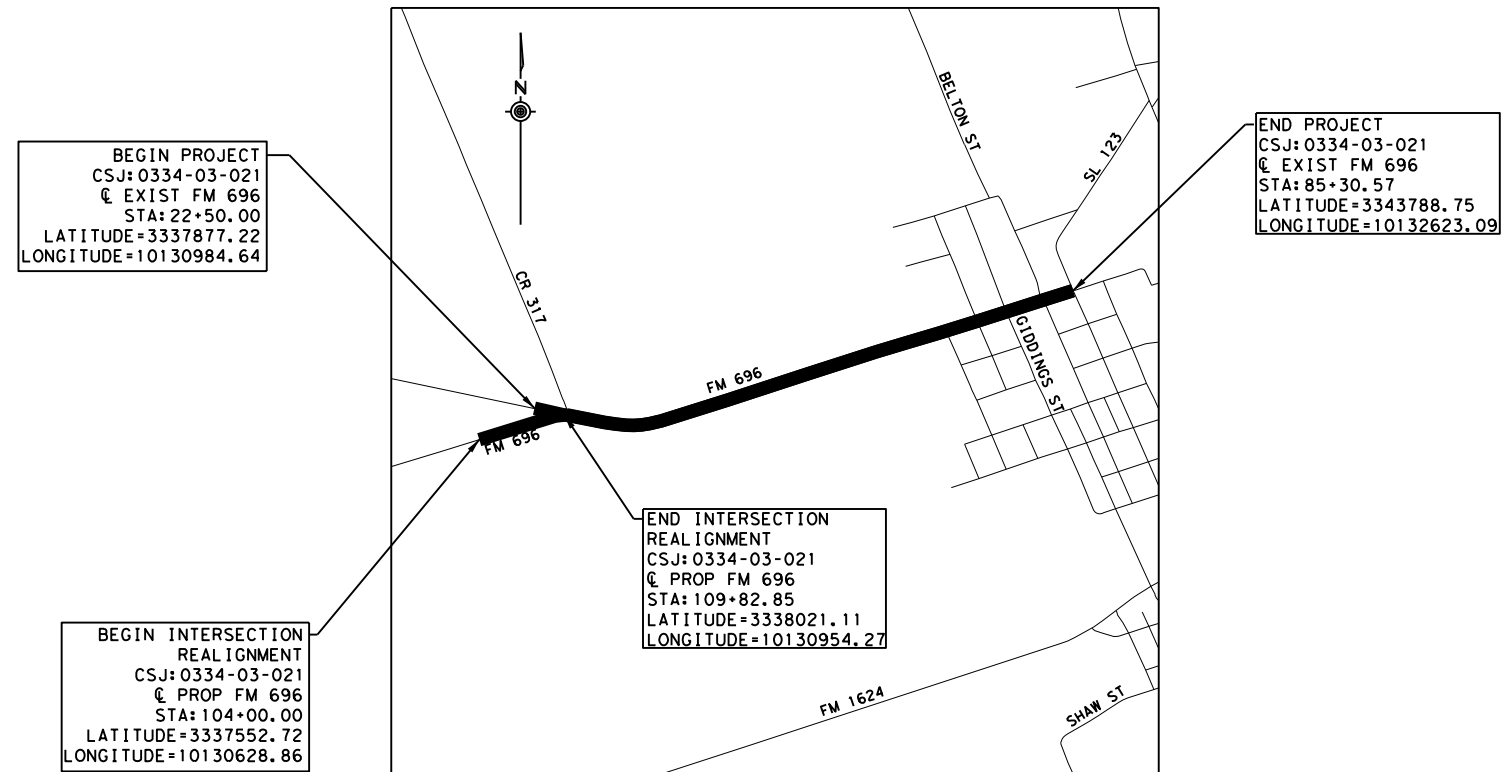 N
BELTON ST
SL 123
END PROJECT
CSJ:0334-03-021
℄ EXIST FM 696
STA:85+30.57
LATITUDE=3343788.75
LONGITUDE=10132623.09
BEGIN PROJECT
CSJ:0334-03-021
℄ EXIST FM 696
STA:22+50.00
LATITUDE=3337877.22
LONGITUDE=10130984.64
CR 317
GIDDINGS ST
FM 696
FM 696
END INTERSECTION
REALIGNMENT
CSJ:0334-03-021
℄ PROP FM 696
STA:109+82.85
LATITUDE=3338021.11
LONGITUDE=10130954.27
BEGIN INTERSECTION
REALIGNMENT
CSJ:0334-03-021
℄ PROP FM 696
STA:104+00.00
LATITUDE=3337552.72
LONGITUDE=10130628.86
FM 1624
SHAW ST